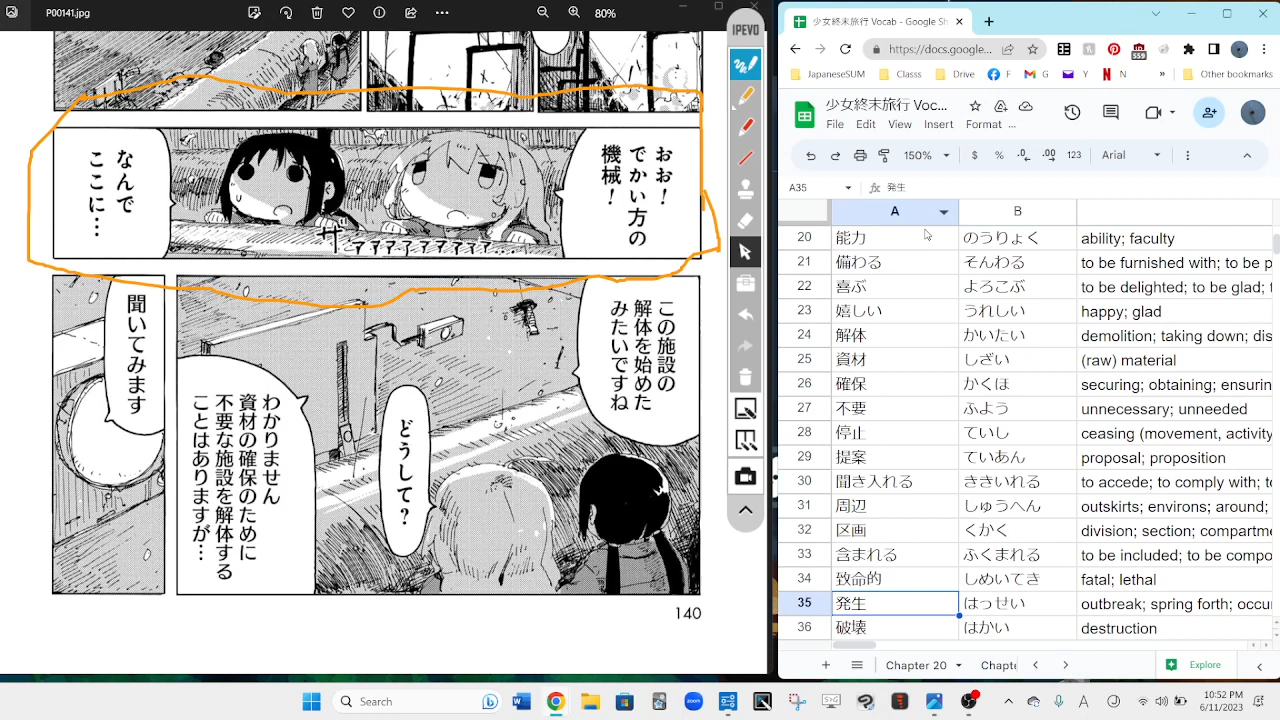 P00141.jpg
80%
おお！
でかい方の
機械！
なんで
ここに…
ザアアアアアアアア…
この施設の
解体を始めた
みたいですね
どうして？
わかりません
資材の確保のために
不要な施設を解体する
ことはありますが…
聞いてみます
140
IPEVO
少女終末旅行 Vocab - Google Sh
https://docs.google...
JapaneseSUM
Classs
Drive
F
G
Y
N
»
Other bookmarks
少女終末旅行 Voc...
File Edit View Insert Format ...
150% $ % .0 .00 123 Arial
A35 fx 発生
A B
20 能力 のうりょく ability; faculty
21 備わる そんわる to be furnished with; to be p
22 喜ぶ よろこぶ to be delighted; to be glad; t
23 嬉しい うれしい happy; glad
24 解体 かいたい demolition; taking down; dis
25 資材 しざい (raw) material
26 確保 かくほ securing; obtaining; ensurin
27 不要 ふよう unnecessary; unneeded
28 停止 ていし ceasing (movement, activity
29 提案 ていあん proposal; proposition
30 聞き入れる ききいれる to accede; to comply with; to
31 周辺 しゅうへん outskirts, environs; around;
32 区画 くかく division; section; compartme
33 含まれる ふくまれる to be included; to be compo
34 致命的 しめいてき fatal; lethal
35 発生 はっせい outbreak; spring forth; occu
36 破壊 はかい destruction
Chapter 20 Chapte
Explore
Search
zoom
A
10:52 PM
6/11/2023